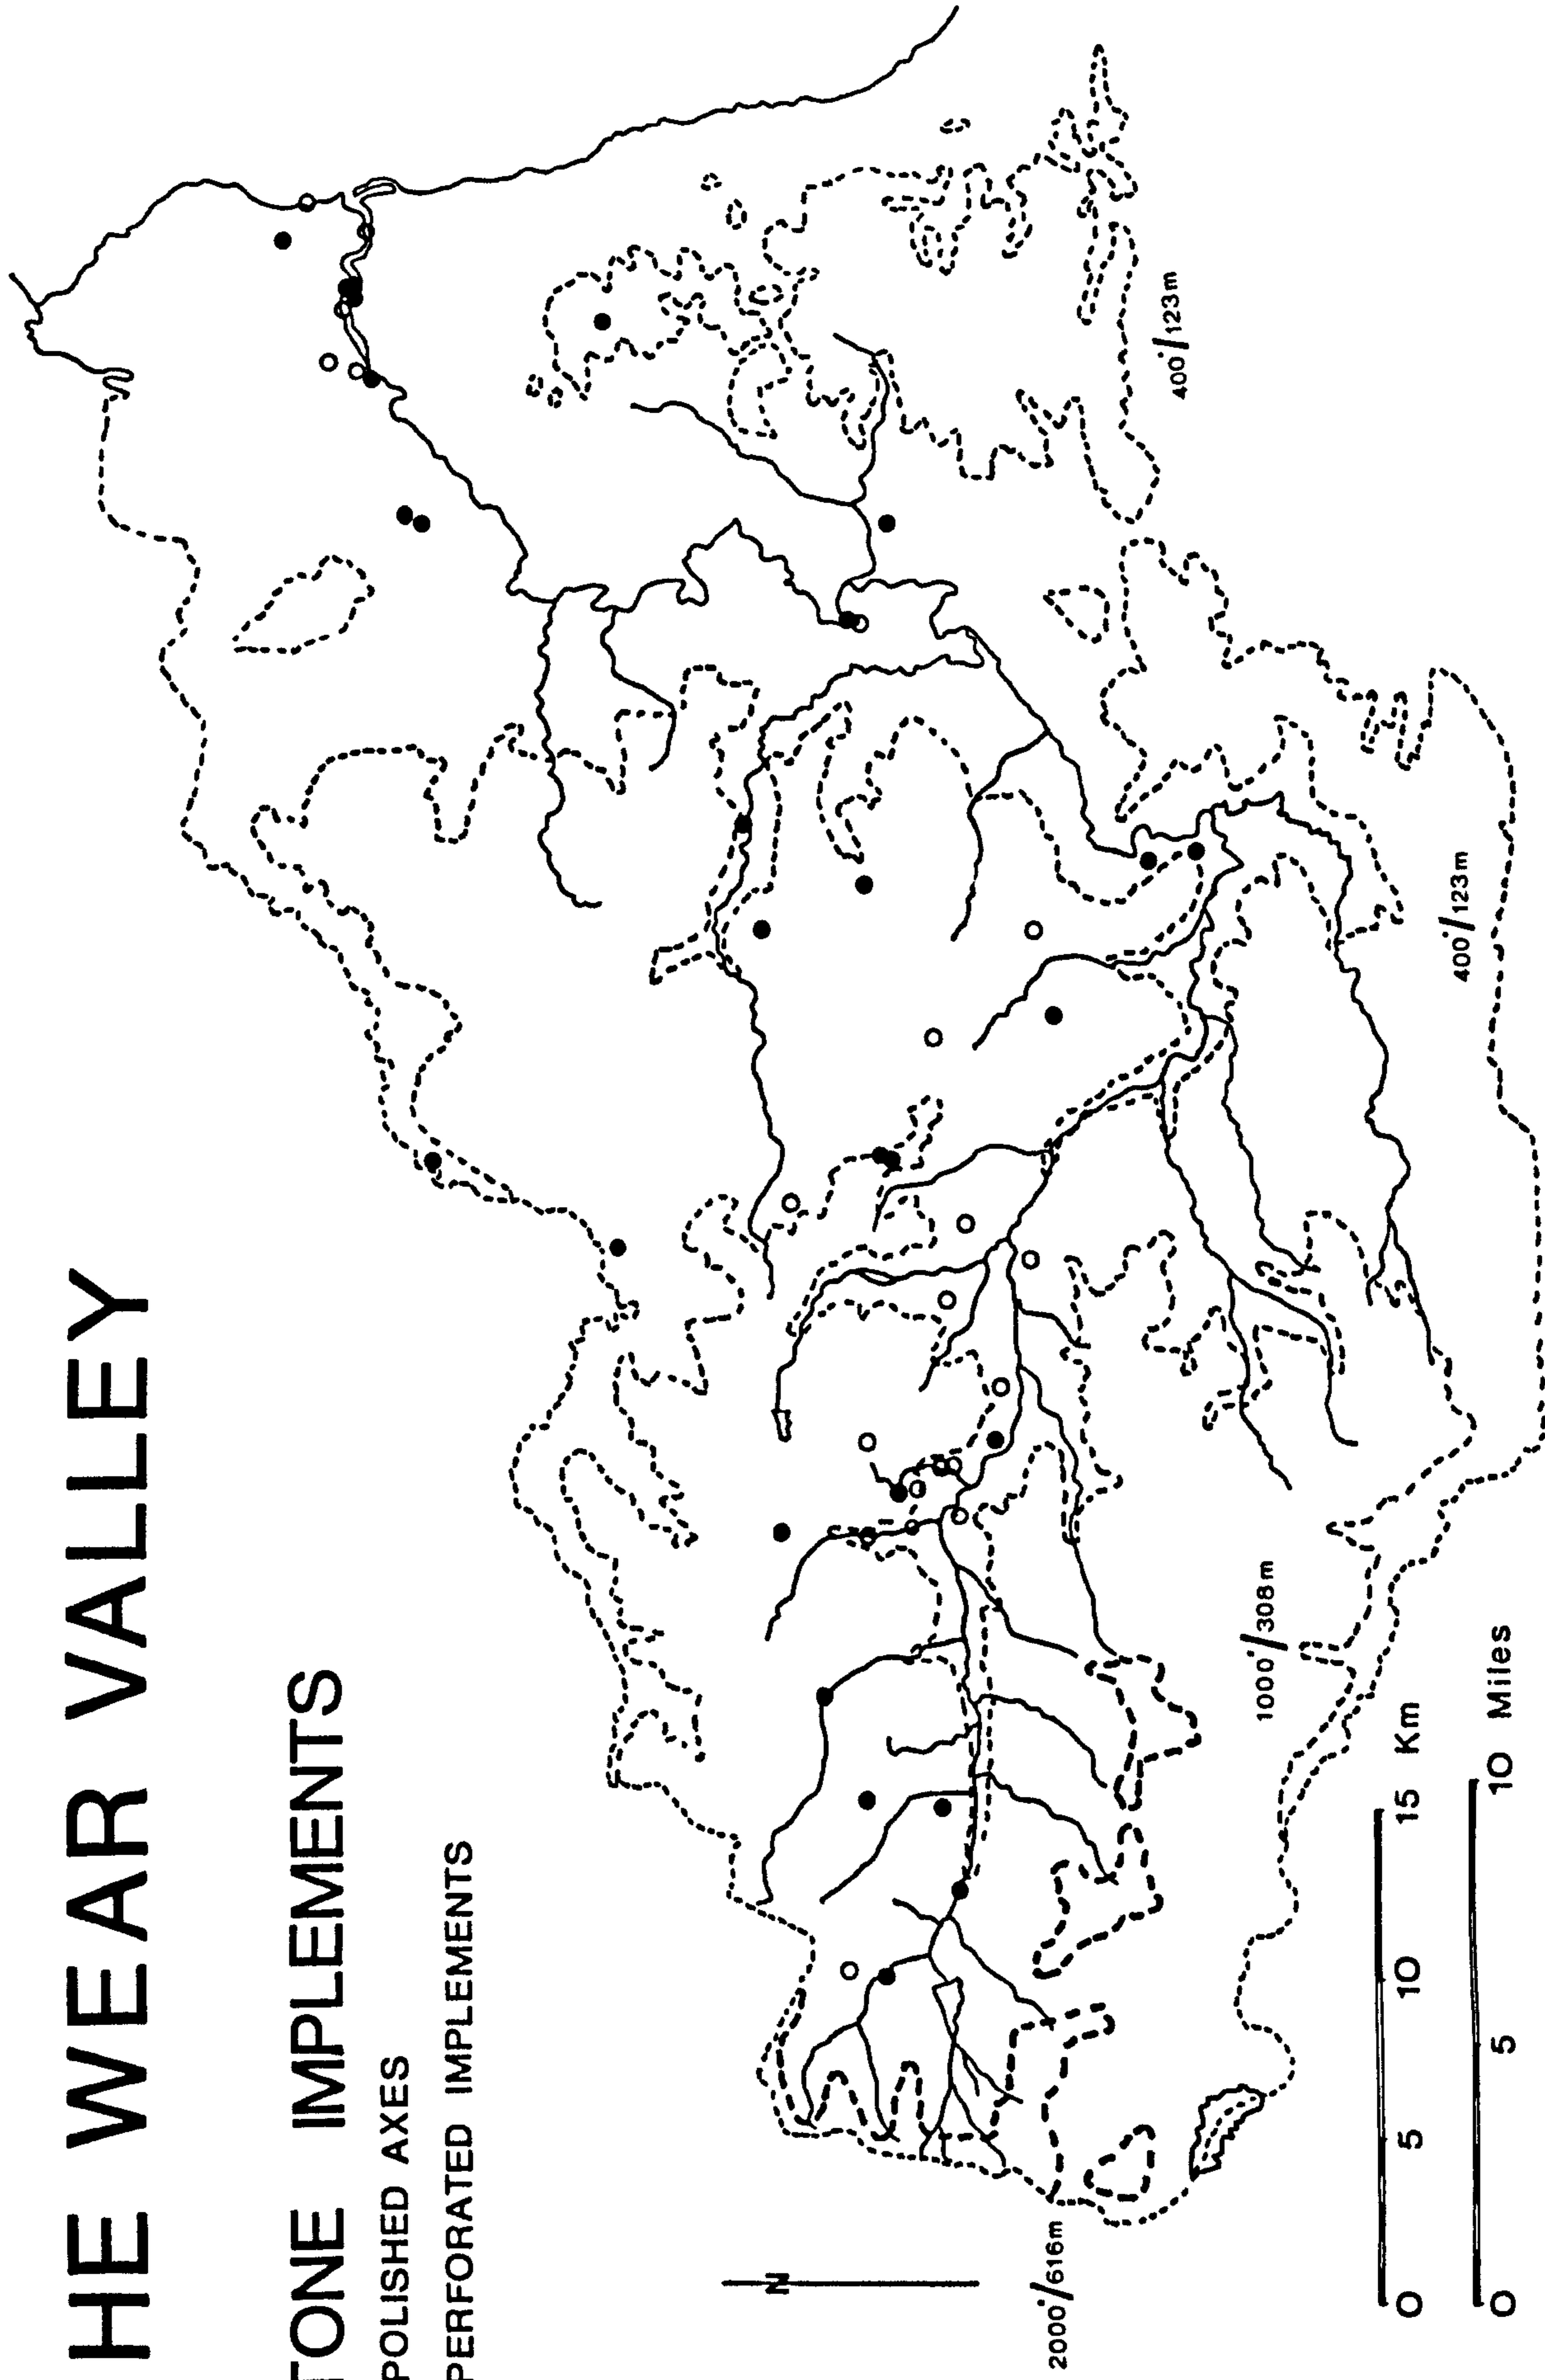 HE WEAR VALLEY
TONE IMPLEMENTS
POLISHED AXES
PERFORATED IMPLEMENTS
N
2000'/616m
1000'/308m
400'/123m
400'/123m
0 5 10 15 Km
0 5 10 Miles